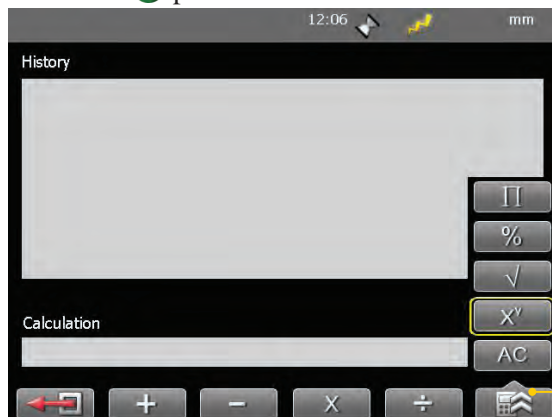 12:06 mm
History
Π
%
√
Xʸ
Calculation
AC
+ − X ÷